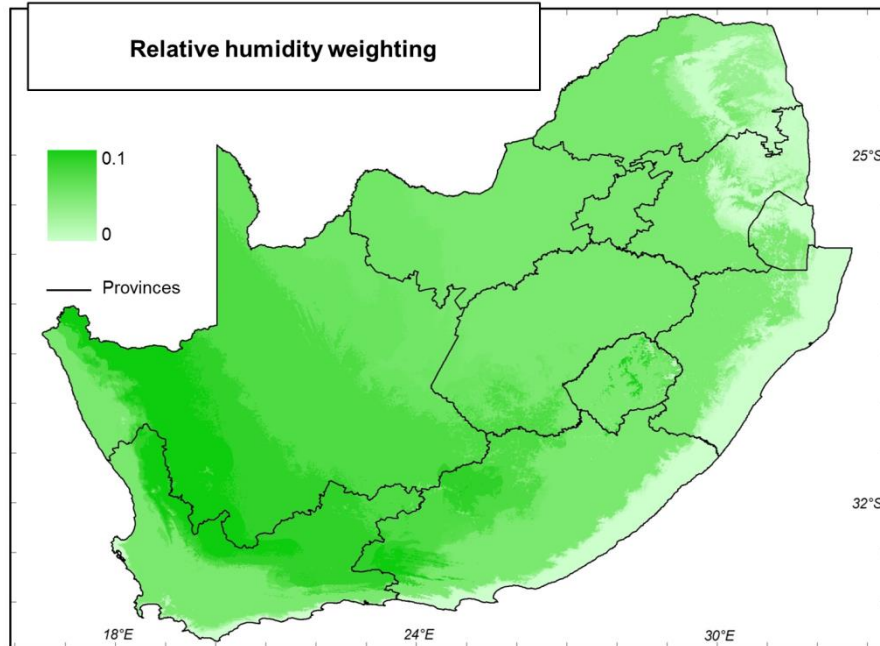 Relative humidity weighting
0.1
0
Provinces
25°S
32°S
18°E
24°E
30°E